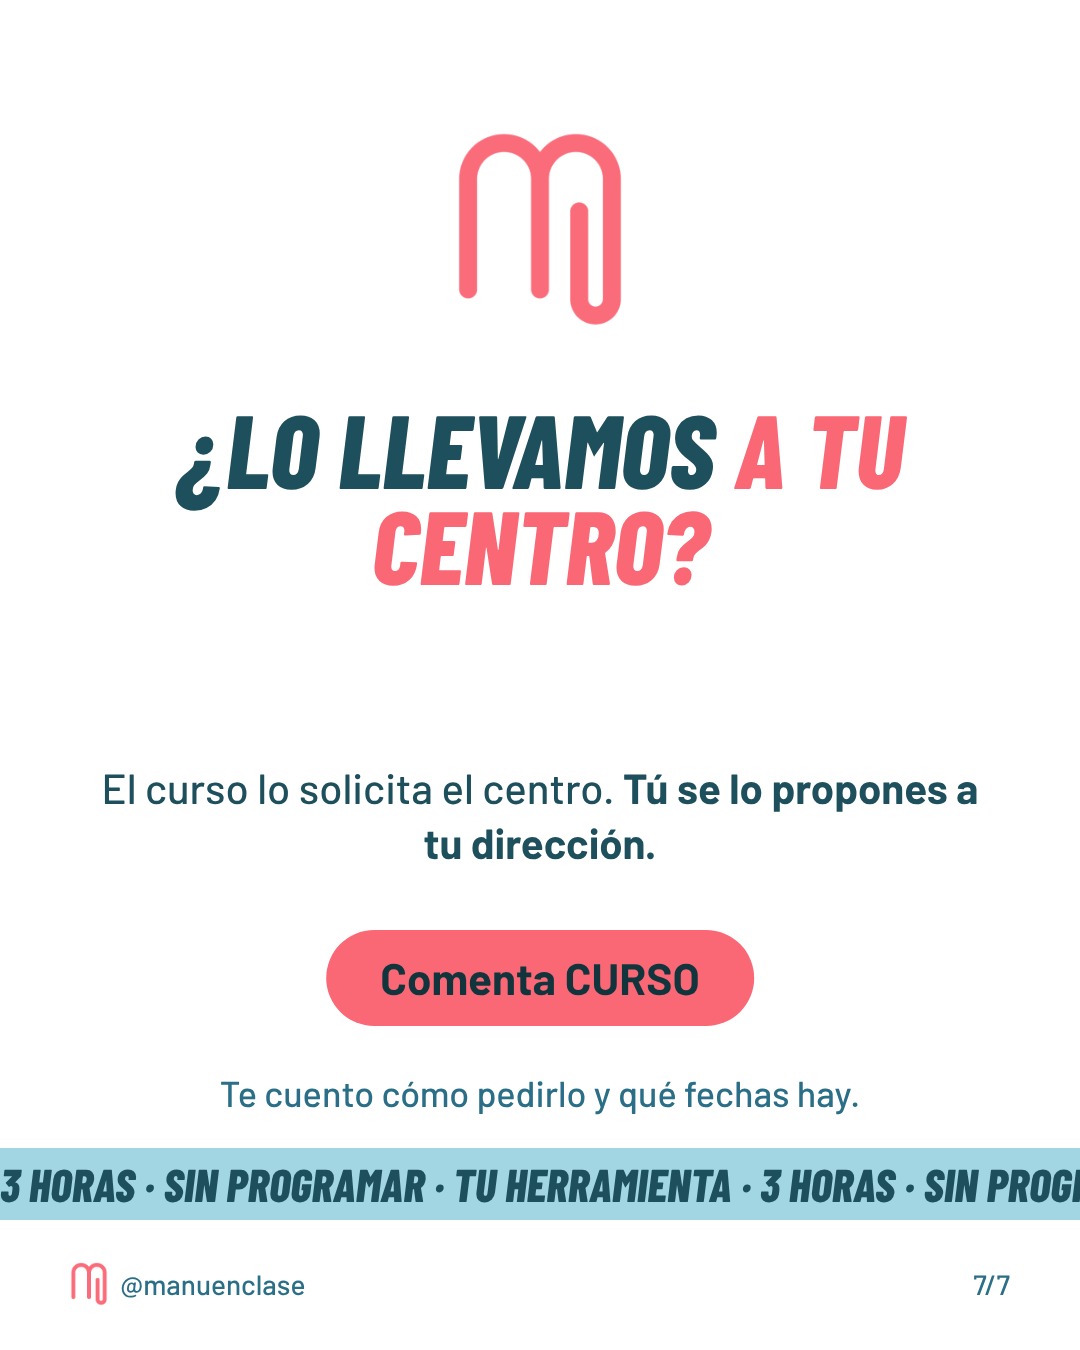 ¿LO LLEVAMOS A TU
CENTRO?
El curso lo solicita el centro. Tú se lo propones a
tu dirección.
Comenta CURSO
Te cuento cómo pedirlo y qué fechas hay.
3 HORAS · SIN PROGRAMAR · TU HERRAMIENTA · 3 HORAS · SIN PROG
@manuenclase
7/7